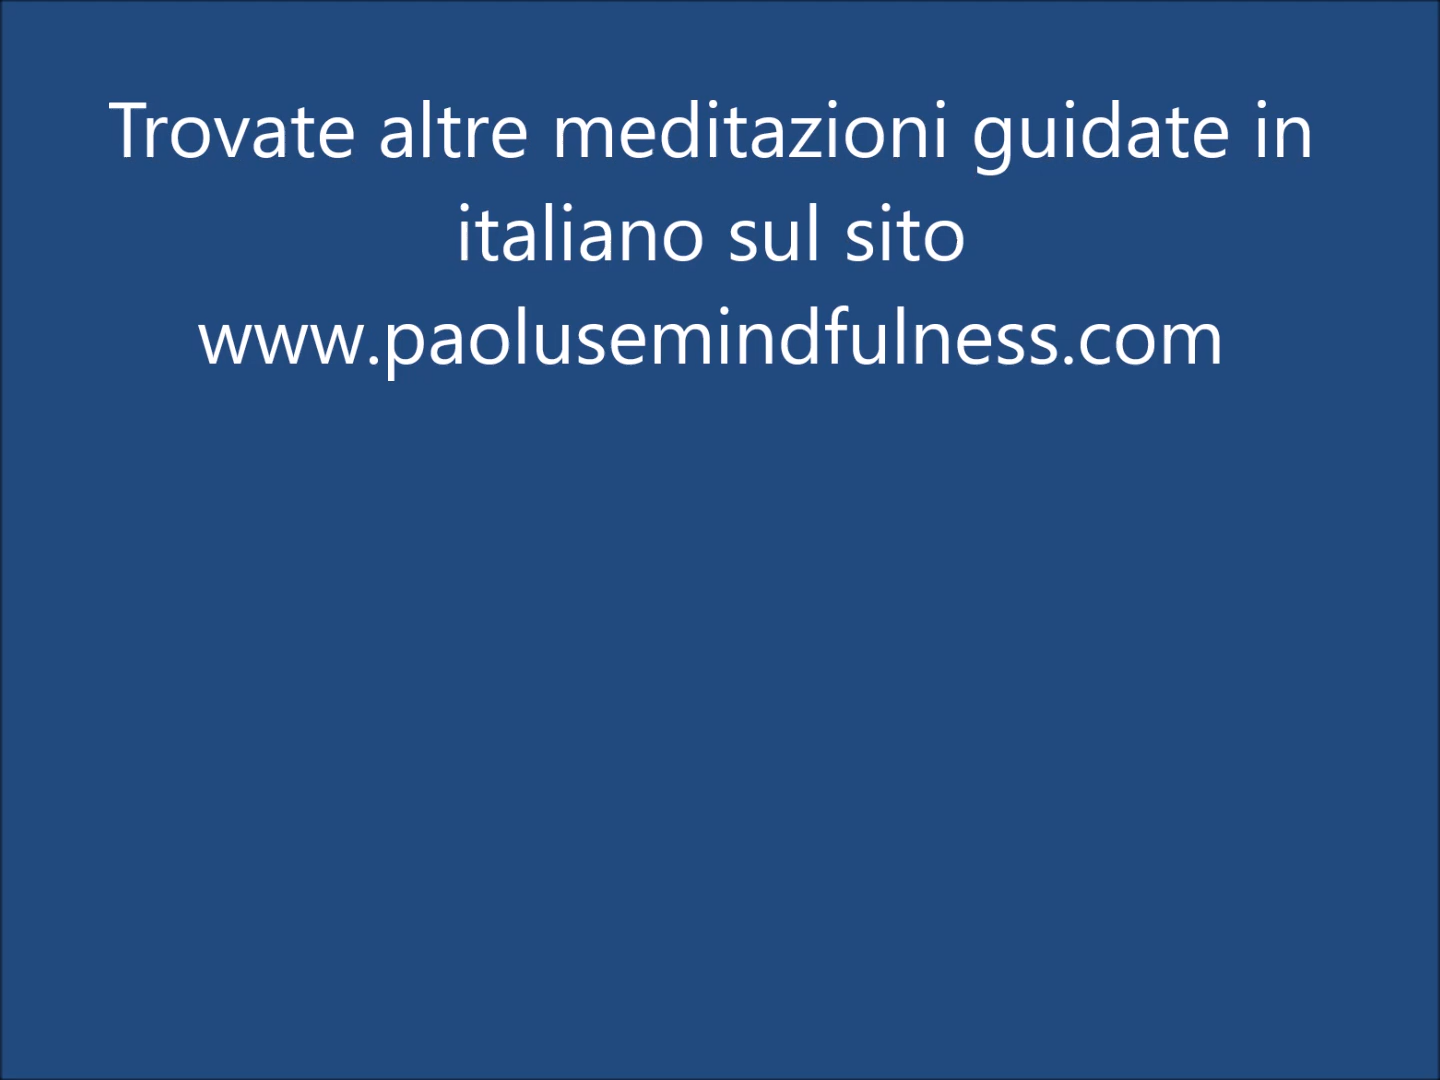 Trovate altre meditazioni guidate in
italiano sul sito
www.paolusemindfulness.com